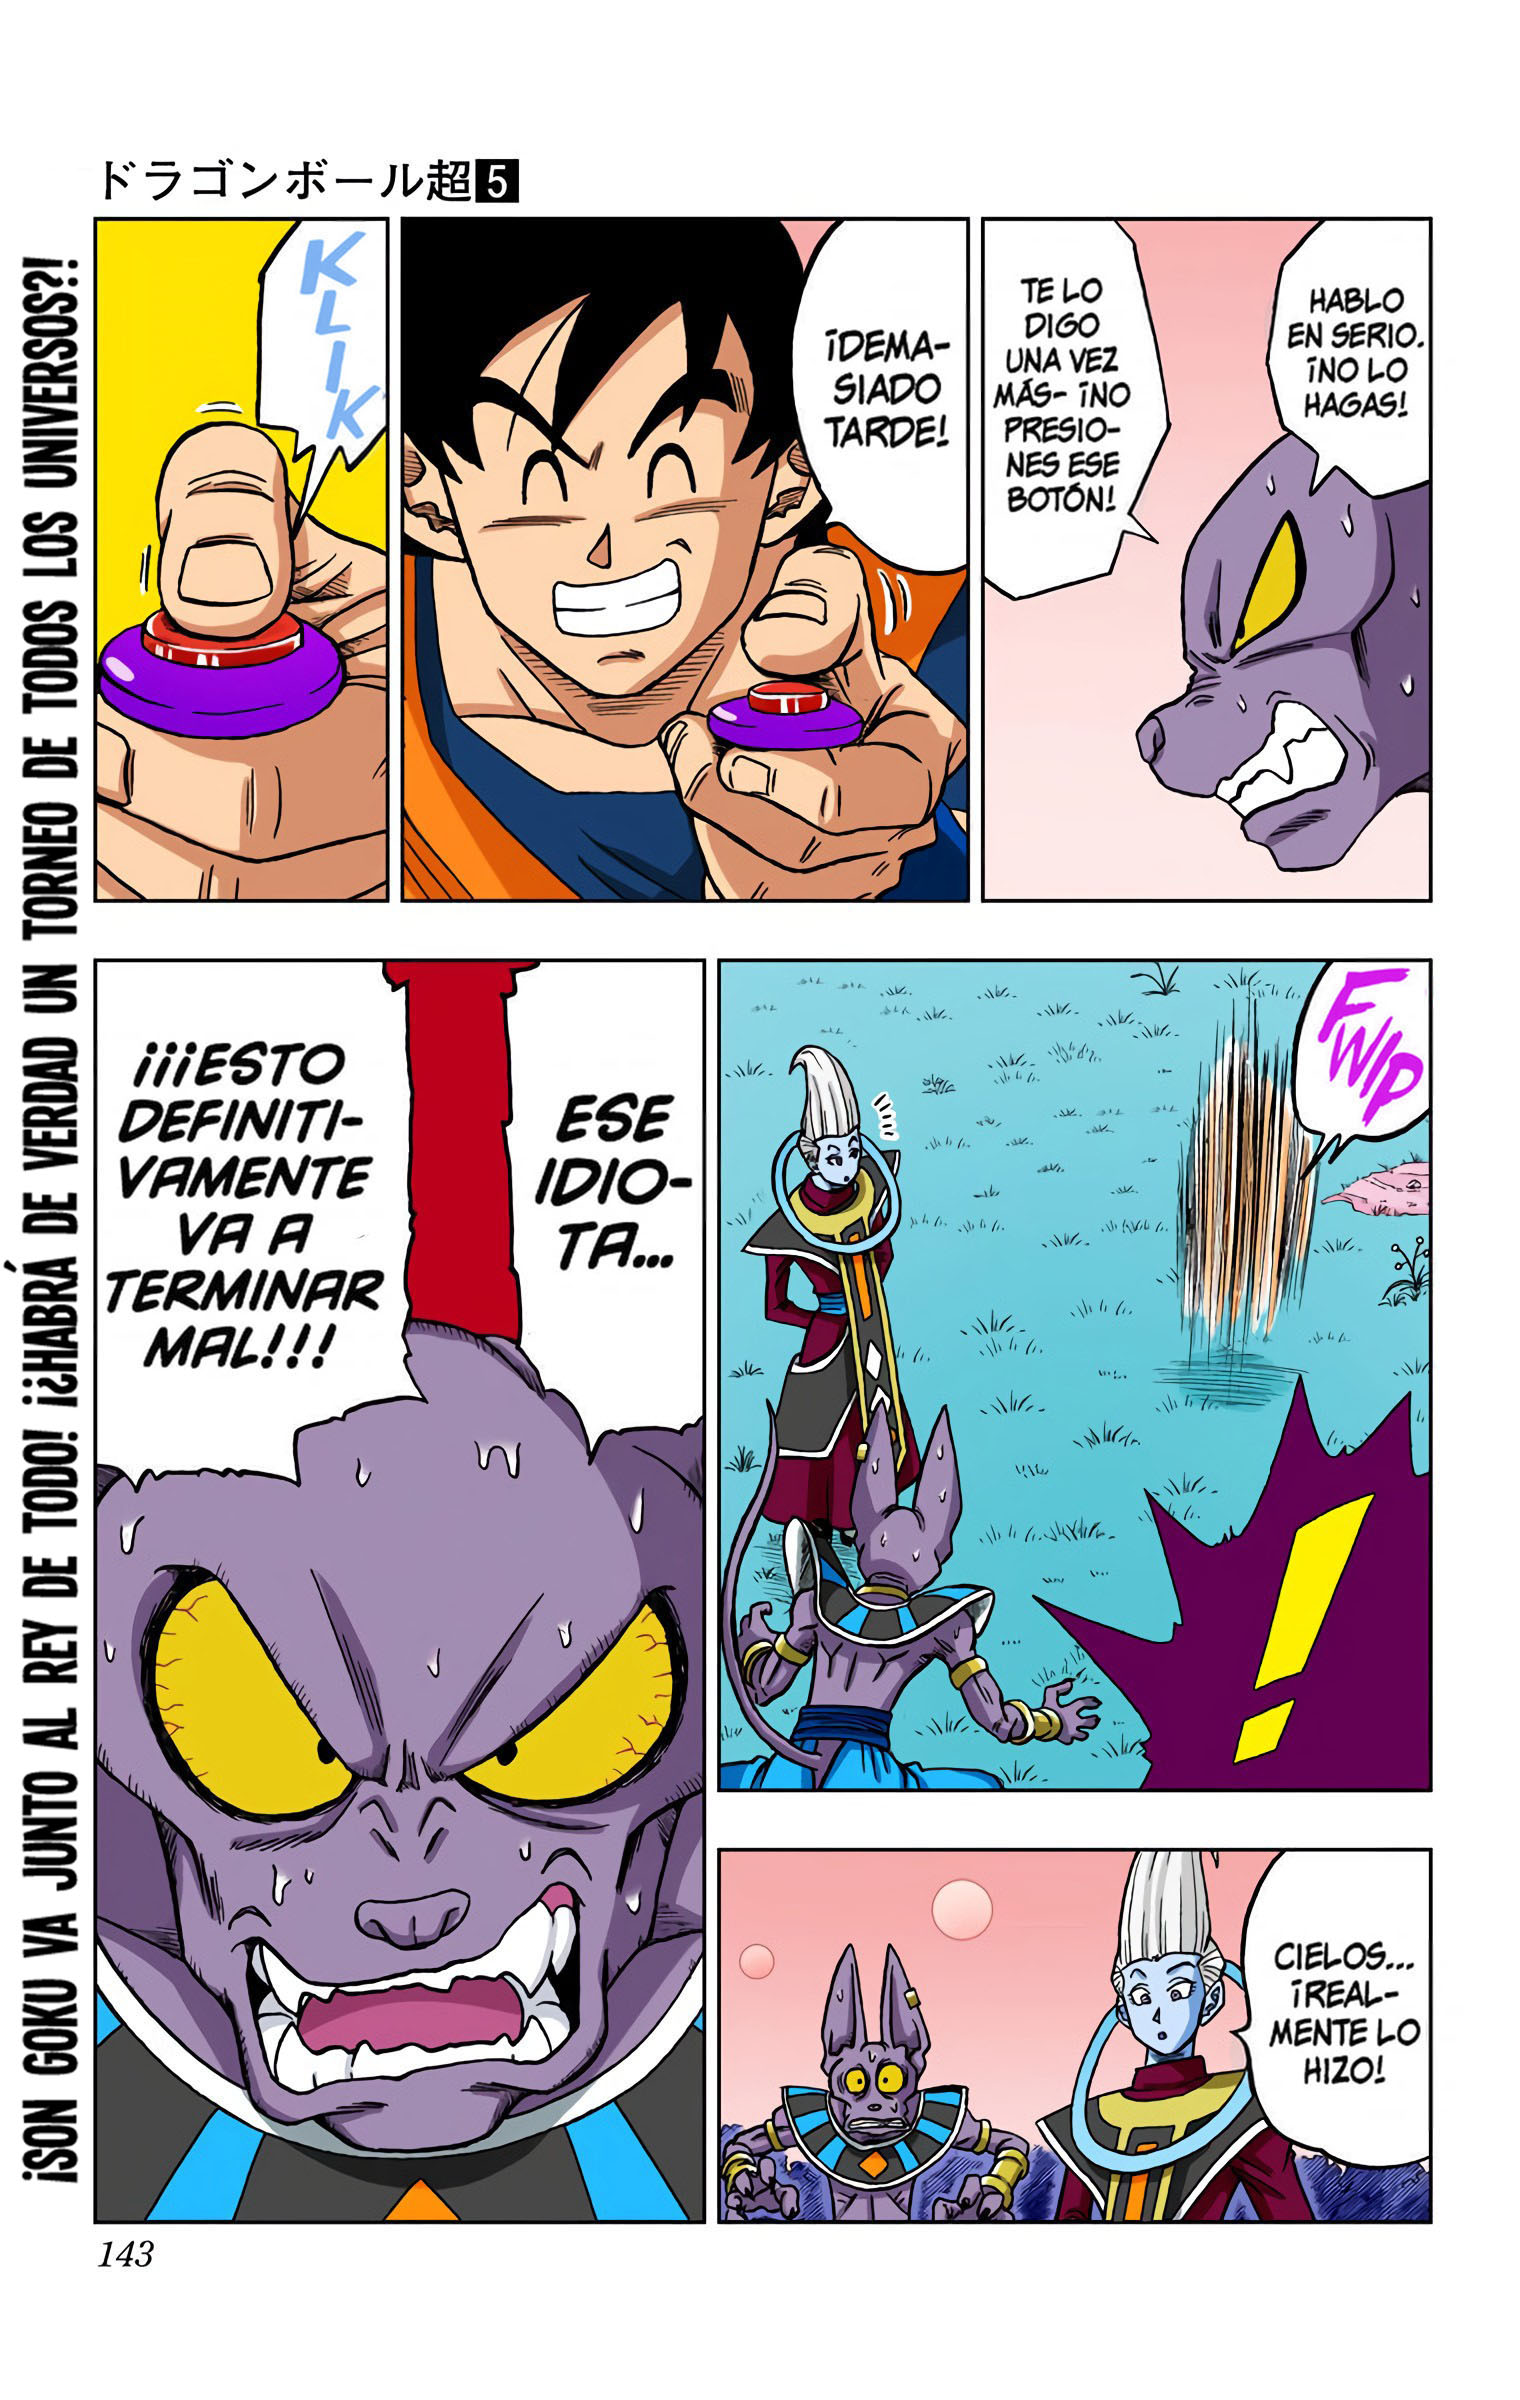 ドラゴンボール超5
HABLO
EN SERIO.
¡NO LO
HAGAS!
TE LO
DIGO
UNA VEZ
MÁS- ¡NO
PRESIO-
NES ESE
BOTÓN!
¡DEMA-
SIADO
TARDE!
KLIK
FWIP
!
CIELOS...
¡REAL-
MENTE LO
HIZO!
ESE
IDIO-
TA...
¡¡¡ESTO
DEFINITI-
VAMENTE
VA A
TERMINAR
MAL!!!
¡SON GOKU VA JUNTO AL REY DE TODO! ¡¿HABRÁ DE VERDAD UN TORNEO DE TODOS LOS UNIVERSOS?!
143